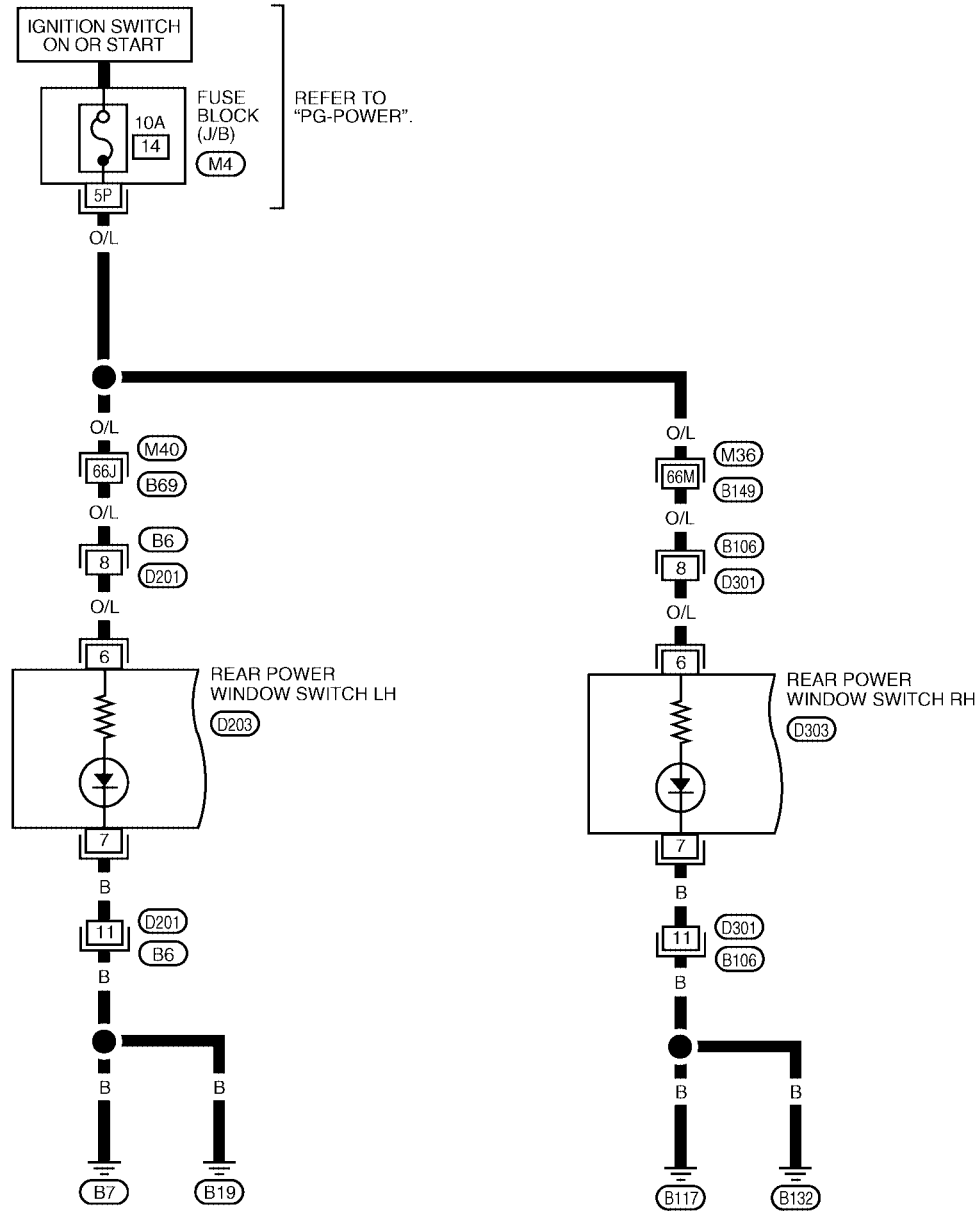 IGNITION SWITCH
ON OR START
FUSE
BLOCK
(J/B)
M4
10A
14
5P
REFER TO
"PG-POWER".
O/L
O/L
M40
66J
B69
O/L
B6
8
D201
O/L
6
REAR POWER
WINDOW SWITCH LH
D203
7
B
11
D201
B6
B
B
B
B7
B19
O/L
M36
66M
B149
O/L
B106
8
D301
O/L
6
REAR POWER
WINDOW SWITCH RH
D303
7
B
11
D301
B106
B
B
B
B117
B132